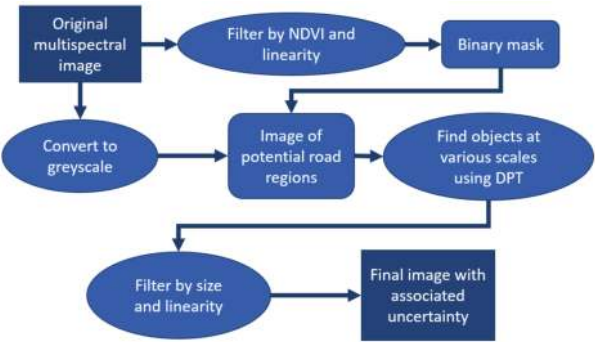 Original
multispectral
image
Filter by NDVI and
linearity
Binary mask
Convert to
greyscale
Image of
potential road
regions
Find objects at
various scales
using DPT
Filter by size
and linearity
Final image with
associated
uncertainty